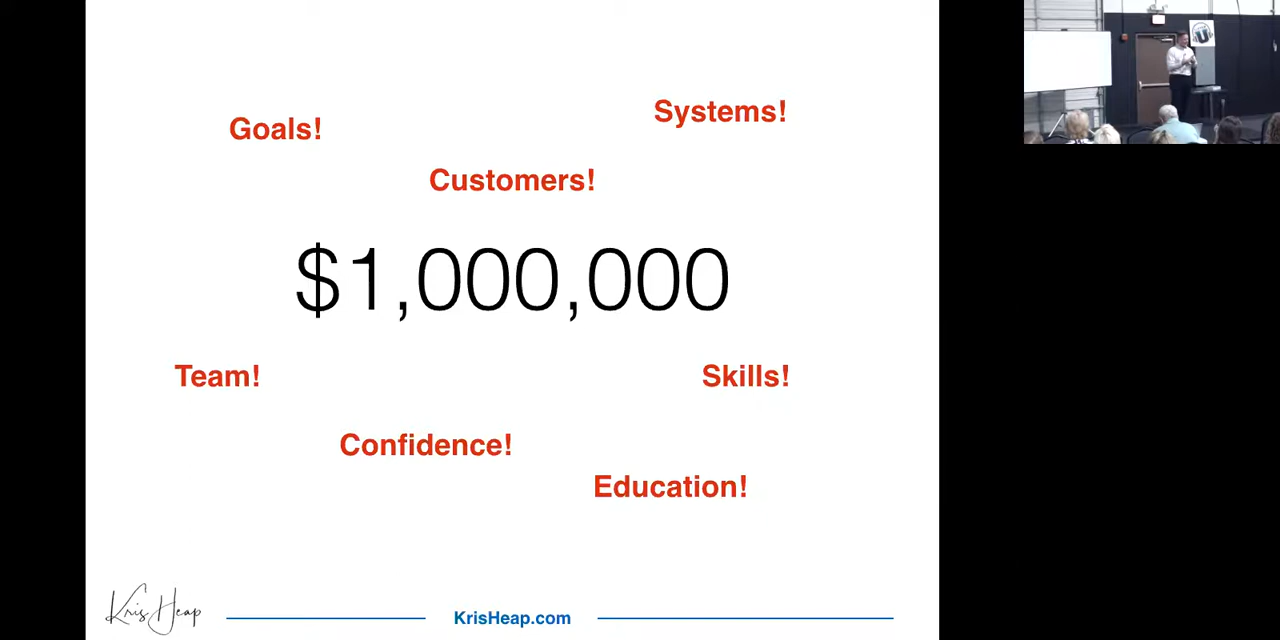 Goals!
Systems!
Customers!
$1,000,000
Team!
Skills!
Confidence!
Education!
Kris Heap
KrisHeap.com
U